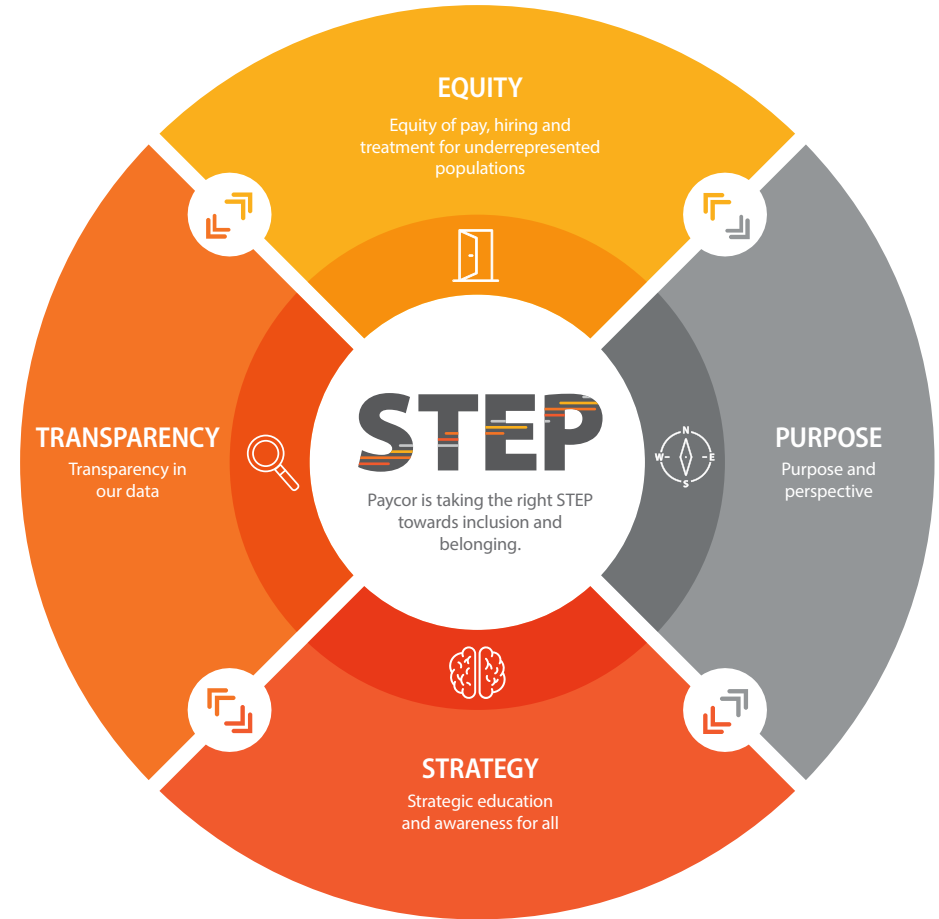 EQUITY
Equity of pay, hiring and
treatment for underrepresented
populations
TRANSPARENCY
Transparency in
our data
STEP
Paycor is taking the right STEP
towards inclusion and
belonging.
N
W
E
S
PURPOSE
Purpose and
perspective
STRATEGY
Strategic education
and awareness for all